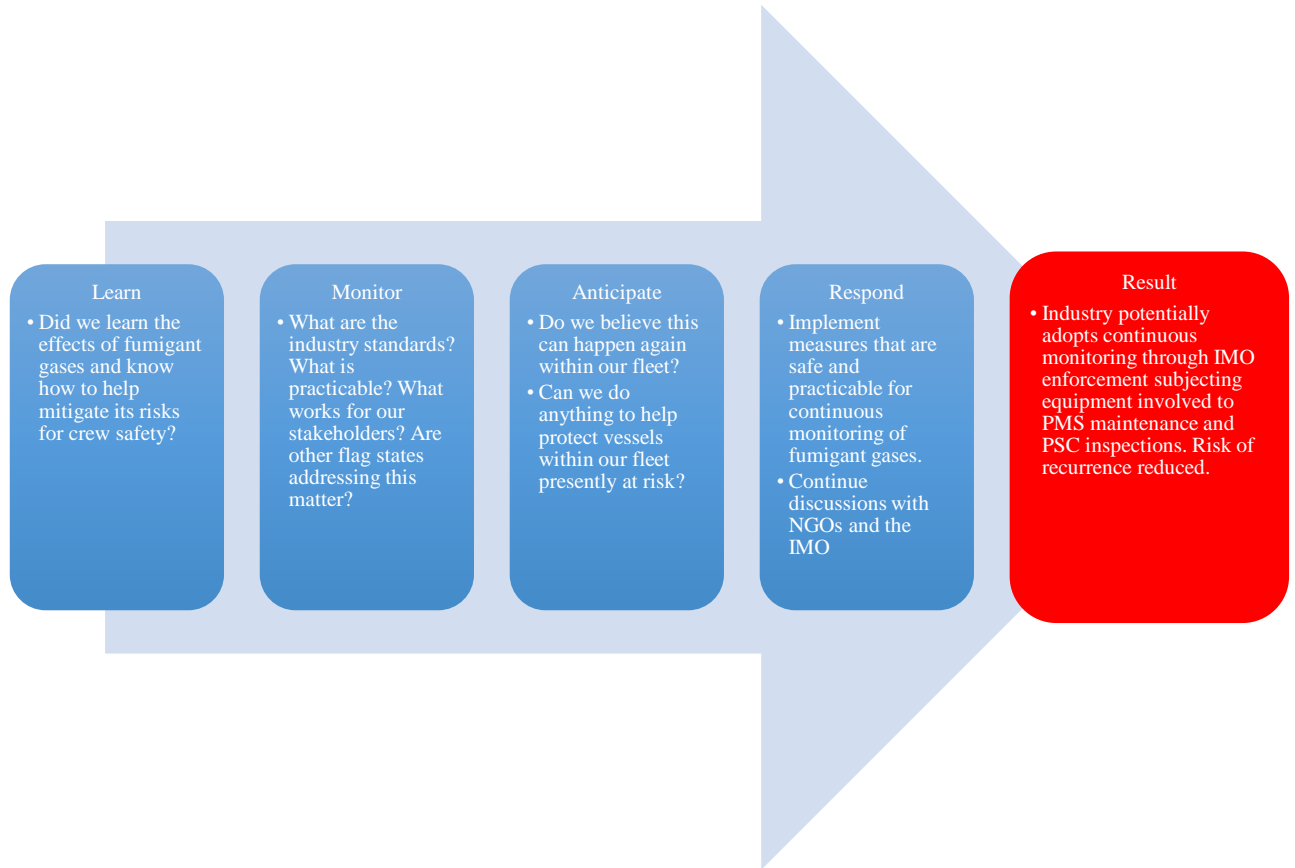 Learn
• Did we learn the
effects of fumigant
gases and know
how to help
mitigate its risks
for crew safety?
Monitor
• What are the
industry standards?
What is
practicable? What
works for our
stakeholders? Are
other flag states
addressing this
matter?
Anticipate
• Do we believe this
can happen again
within our fleet?
• Can we do
anything to help
protect vessels
within our fleet
presently at risk?
Respond
• Implement
measures that are
safe and
practicable for
continuous
monitoring of
fumigant gases.
• Continue
discussions with
NGOs and the
IMO
Result
• Industry potentially
adopts continuous
monitoring through IMO
enforcement subjecting
equipment involved to
PMS maintenance and
PSC inspections. Risk of
recurrence reduced.